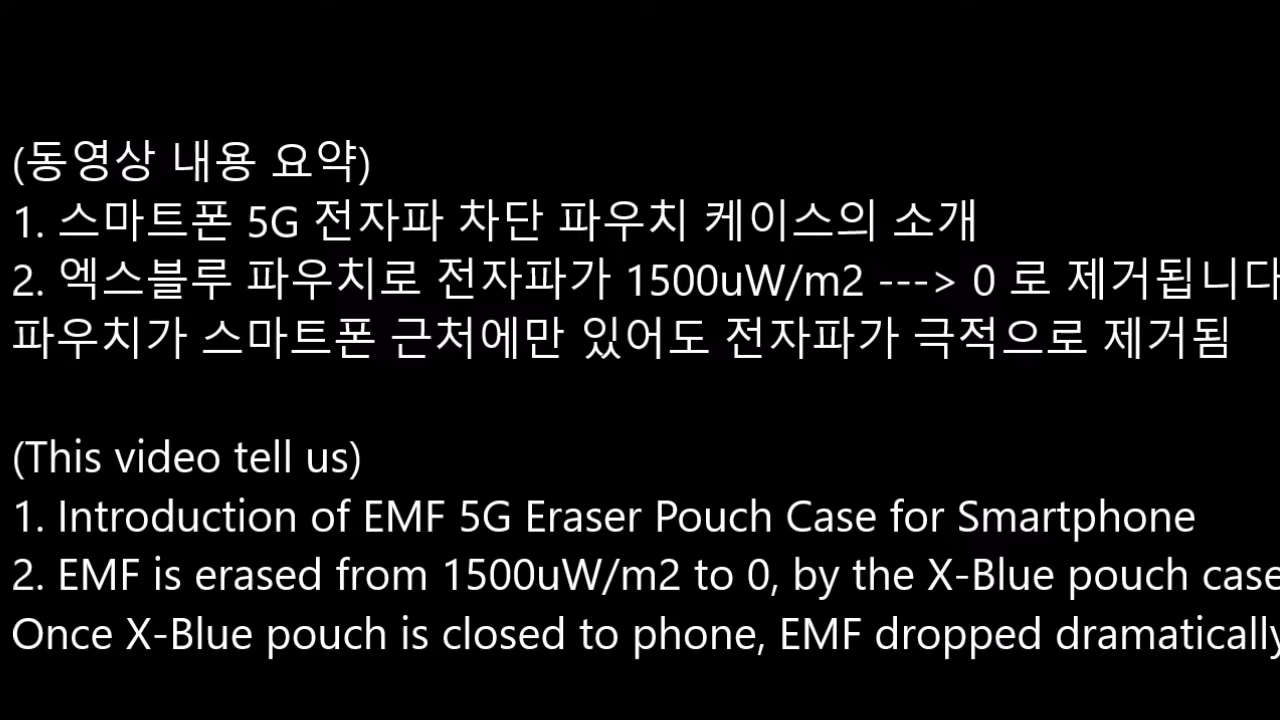 (동영상 내용 요약)
1. 스마트폰 5G 전자파 차단 파우치 케이스의 소개
2. 엑스블루 파우치로 전자파가 1500uW/m2 ---> 0 로 제거됩니다
파우치가 스마트폰 근처에만 있어도 전자파가 극적으로 제거됨
(This video tell us)
1. Introduction of EMF 5G Eraser Pouch Case for Smartphone
2. EMF is erased from 1500uW/m2 to 0, by the X-Blue pouch case
Once X-Blue pouch is closed to phone, EMF dropped dramatically